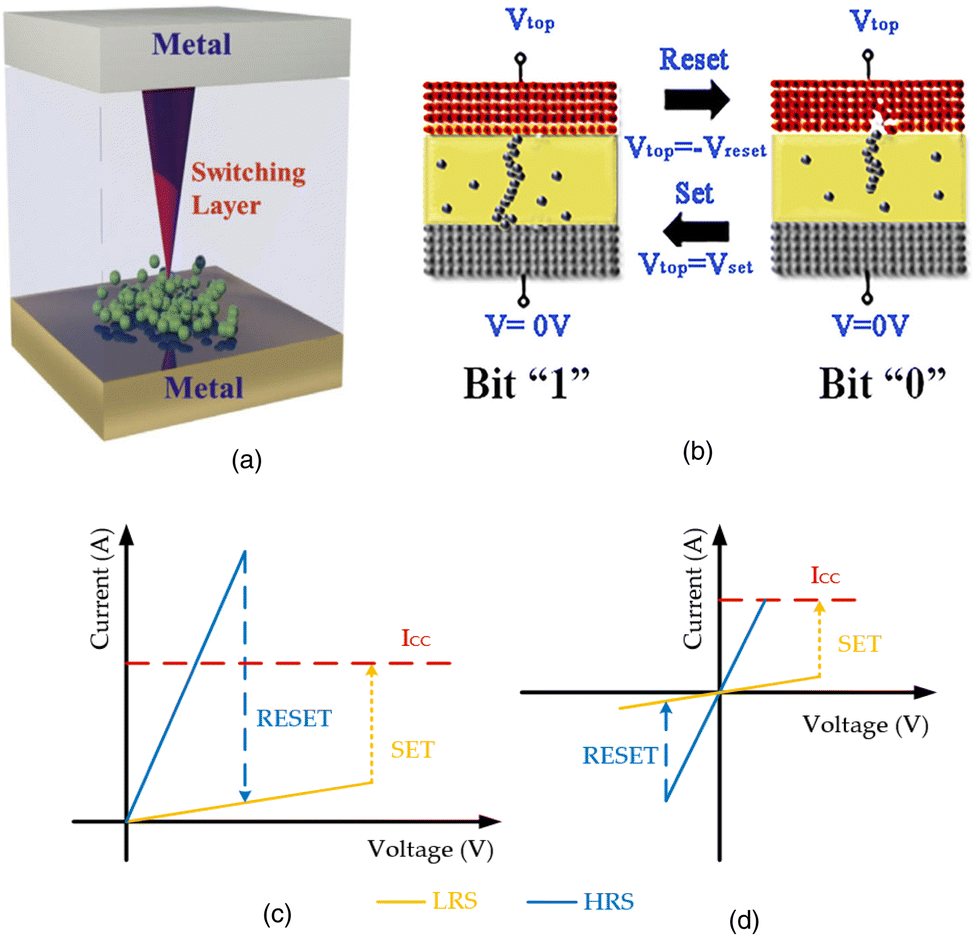 Metal
Switching
Layer
Metal
(a)
Vtop
Reset
Vtop=-Vreset
Set
Vtop=Vset
V= 0V
Bit “1”
Vtop
V=0V
Bit “0”
(b)
Current (A)
ICC
RESET
SET
Voltage (V)
(c)
Current (A)
ICC
SET
Voltage (V)
RESET
(d)
LRS
HRS